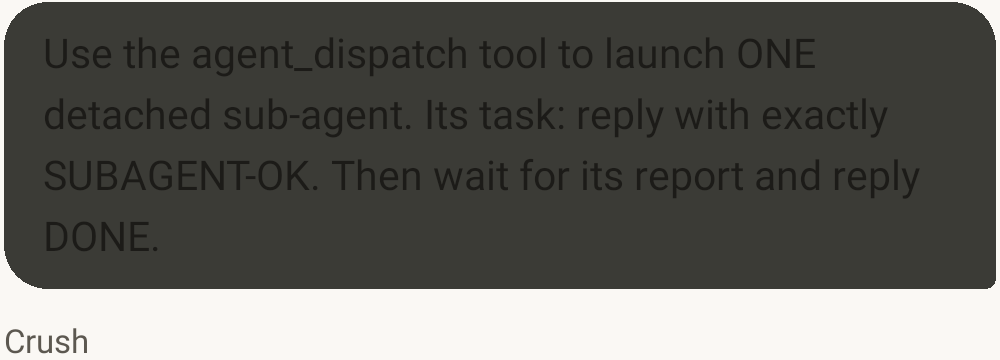 Use the agent_dispatch tool to launch ONE
detached sub-agent. Its task: reply with exactly
SUBAGENT-OK. Then wait for its report and reply
DONE.
Crush